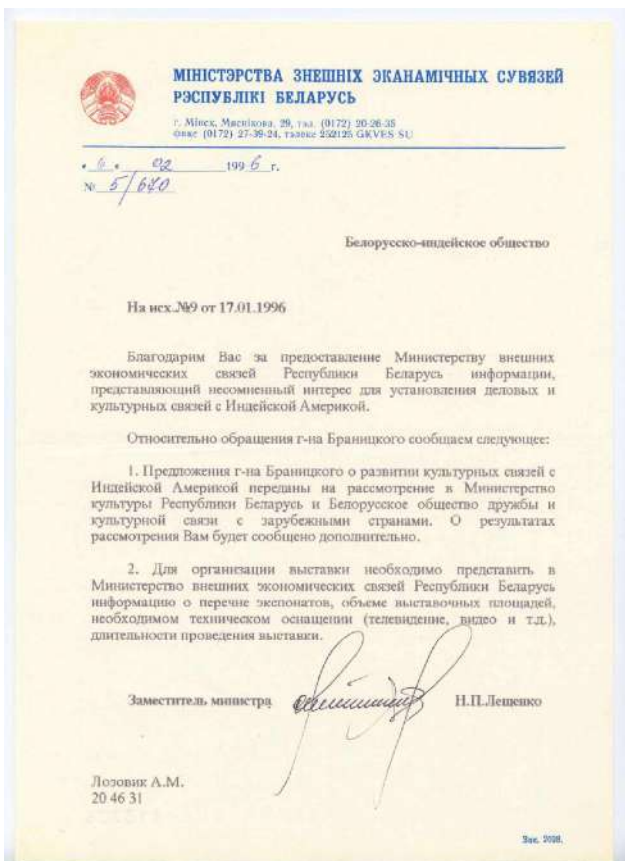 МІНІСТЭРСТВА ЗНЕШНІХ ЭКАНАМІЧНЫХ СУВЯЗЕЙ
РЭСПУБЛІКІ БЕЛАРУСЬ
г. Мінск, Мяснікова, 29, тэл. (0172) 20-26-35
факс (0172) 27-39-24, тэлекс 252125 GKVES SU
« 6 » 02 1996 г.
№ 5/670
Белорусско-индейское общество
На исх.№9 от 17.01.1996
Благодарим Вас за предоставление Министерству внешних
экономических связей Республики Беларусь информации,
представляющий несомненный интерес для установления деловых и
культурных связей с Индейской Америкой.
Относительно обращения г-на Браницкого сообщаем следующее:
1. Предложения г-на Браницкого о развитии культурных связей с
Индейской Америкой переданы на рассмотрение в Министерство
культуры Республики Беларусь и Белорусское общество дружбы и
культурной связи с зарубежными странами. О результатах
рассмотрения Вам будет сообщено дополнительно.
2. Для организации выставки необходимо представить в
Министерство внешних экономических связей Республики Беларусь
информацию о перечне экспонатов, объеме выставочных площадей,
необходимом техническом оснащении (телевидение, видео и т.д.),
длительности проведения выставки.
Заместитель министра Н.П.Лещенко
Лозовик А.М.
20 46 31
Зак. 2098.